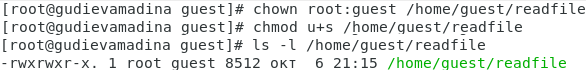 [root@gudievamadina guest]# chown root:guest /home/guest/readfile
[root@gudievamadina guest]# chmod u+s /home/guest/readfile
[root@gudievamadina guest]# ls -l /home/guest/readfile
-rwxrwxr-x. 1 root guest 8512 окт  6 21:15 /home/guest/readfile